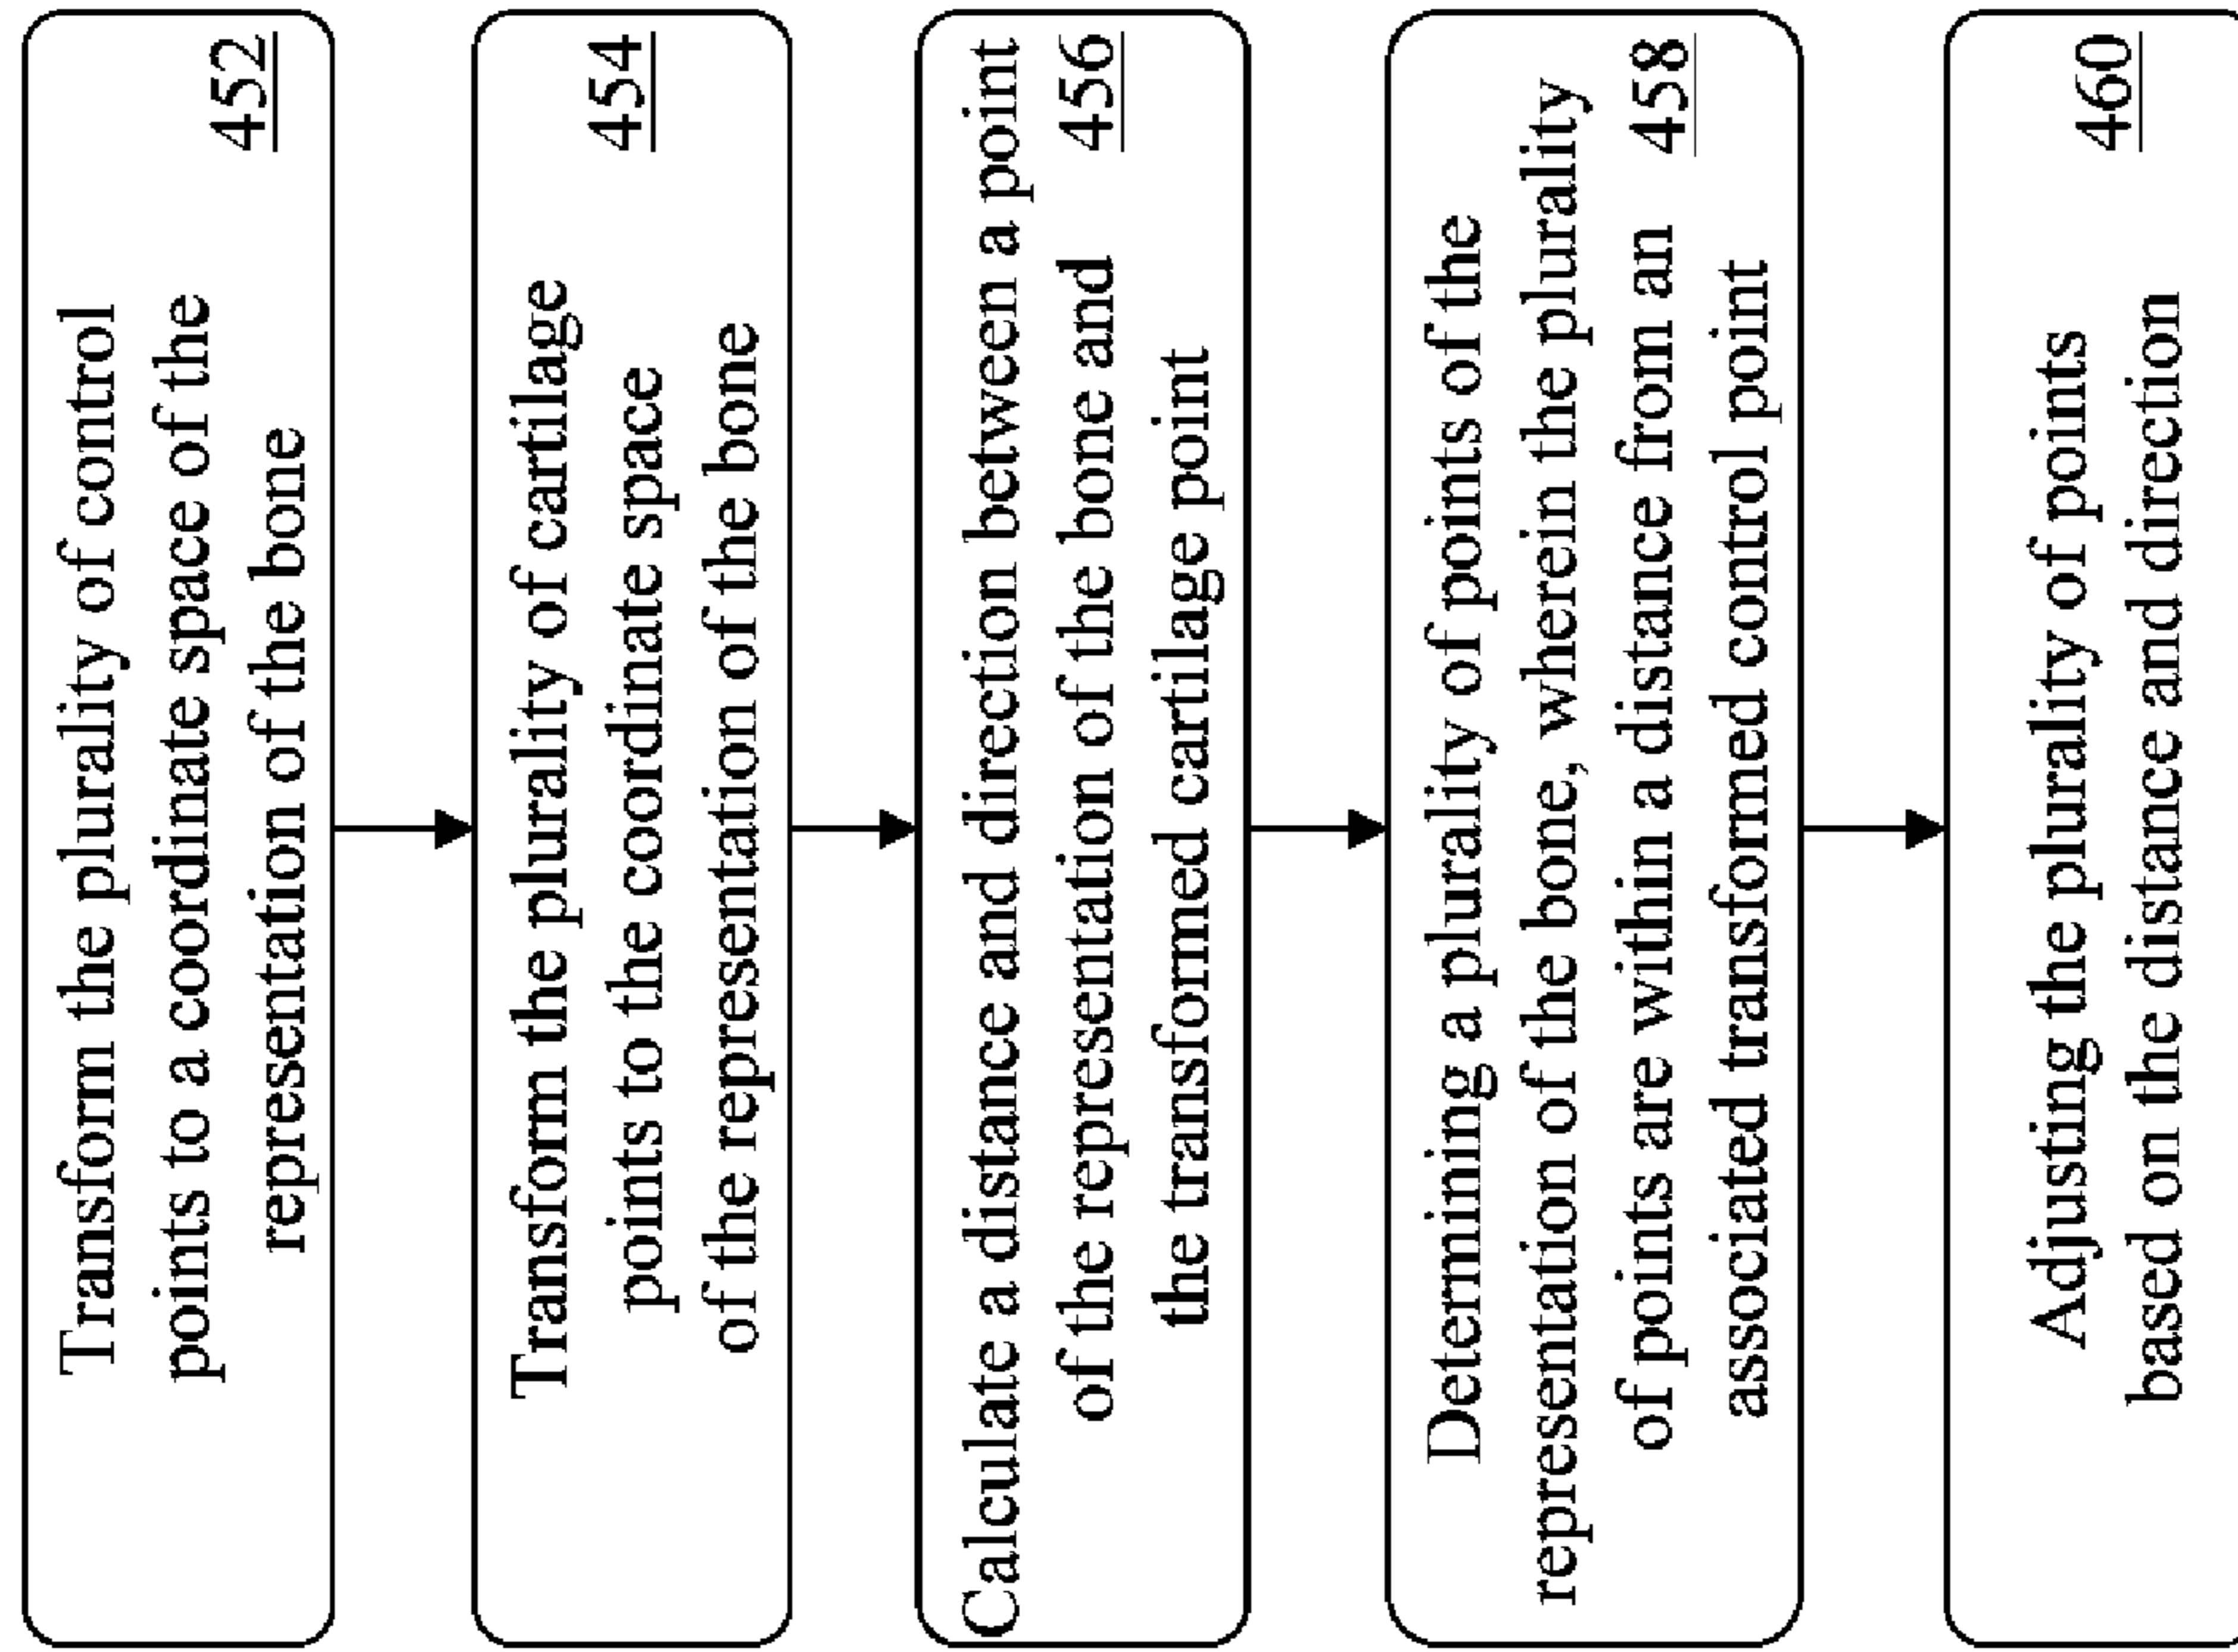 Transform the plurality of control
points to a coordinate space of the
representation of the bone
452
Transform the plurality of cartilage
points to the coordinate space
of the representation of the bone
454
Calculate a distance and direction between a point
of the representation of the bone and 456
the transformed cartilage point
Determining a plurality of points of the
representation of the bone, wherein the plurality
of points are within a distance from an 458
associated transformed control point
Adjusting the plurality of points
460
based on the distance and direction